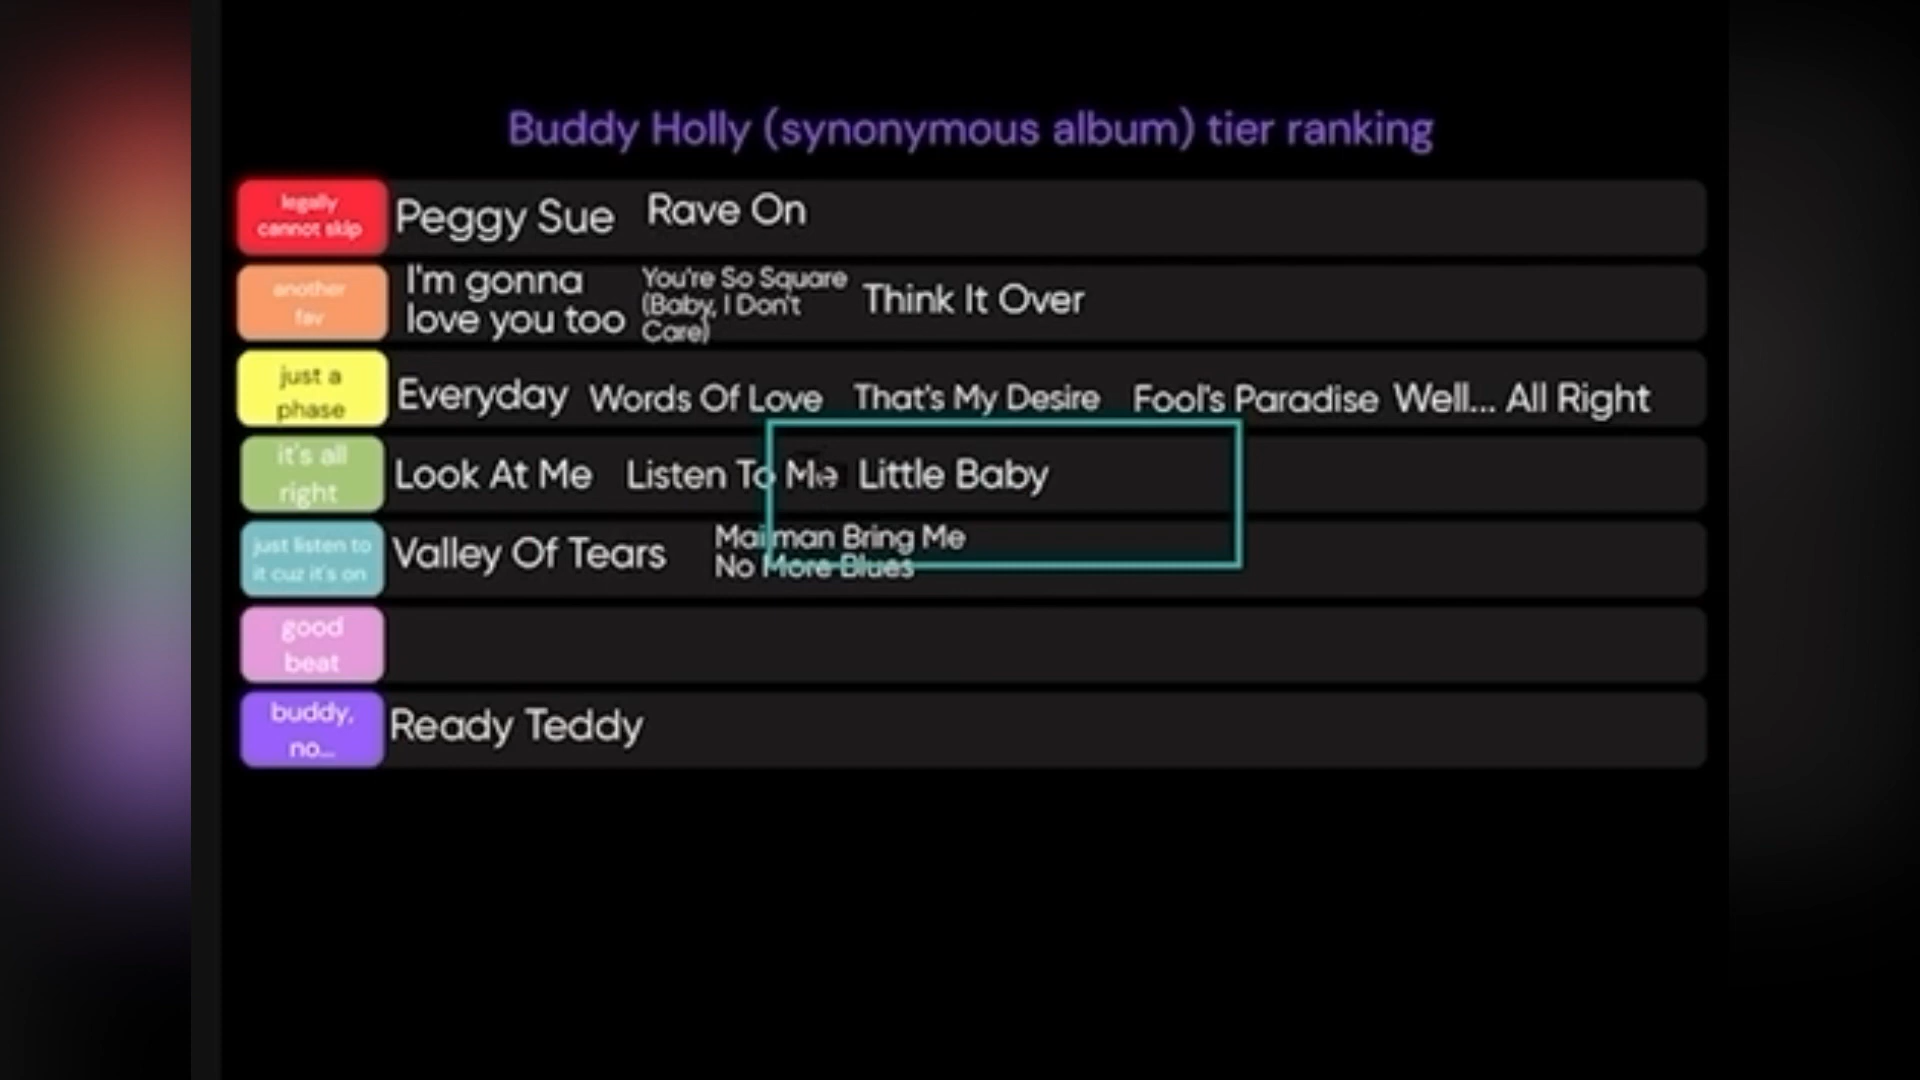 Buddy Holly (synonymous album) tier ranking
legally
cannot skip
Peggy Sue
Rave On
another
fav
I'm gonna
love you too
You're So Square
(Baby, I Don't
Care)
Think It Over
just a
phase
Everyday
Words Of Love
That's My Desire
Fool's Paradise
Well... All Right
it's all
right
Look At Me
Listen To Me
Little Baby
just listen to
it cuz it's on
Valley Of Tears
Mailman Bring Me
No More Blues
good
beat
buddy,
no...
Ready Teddy